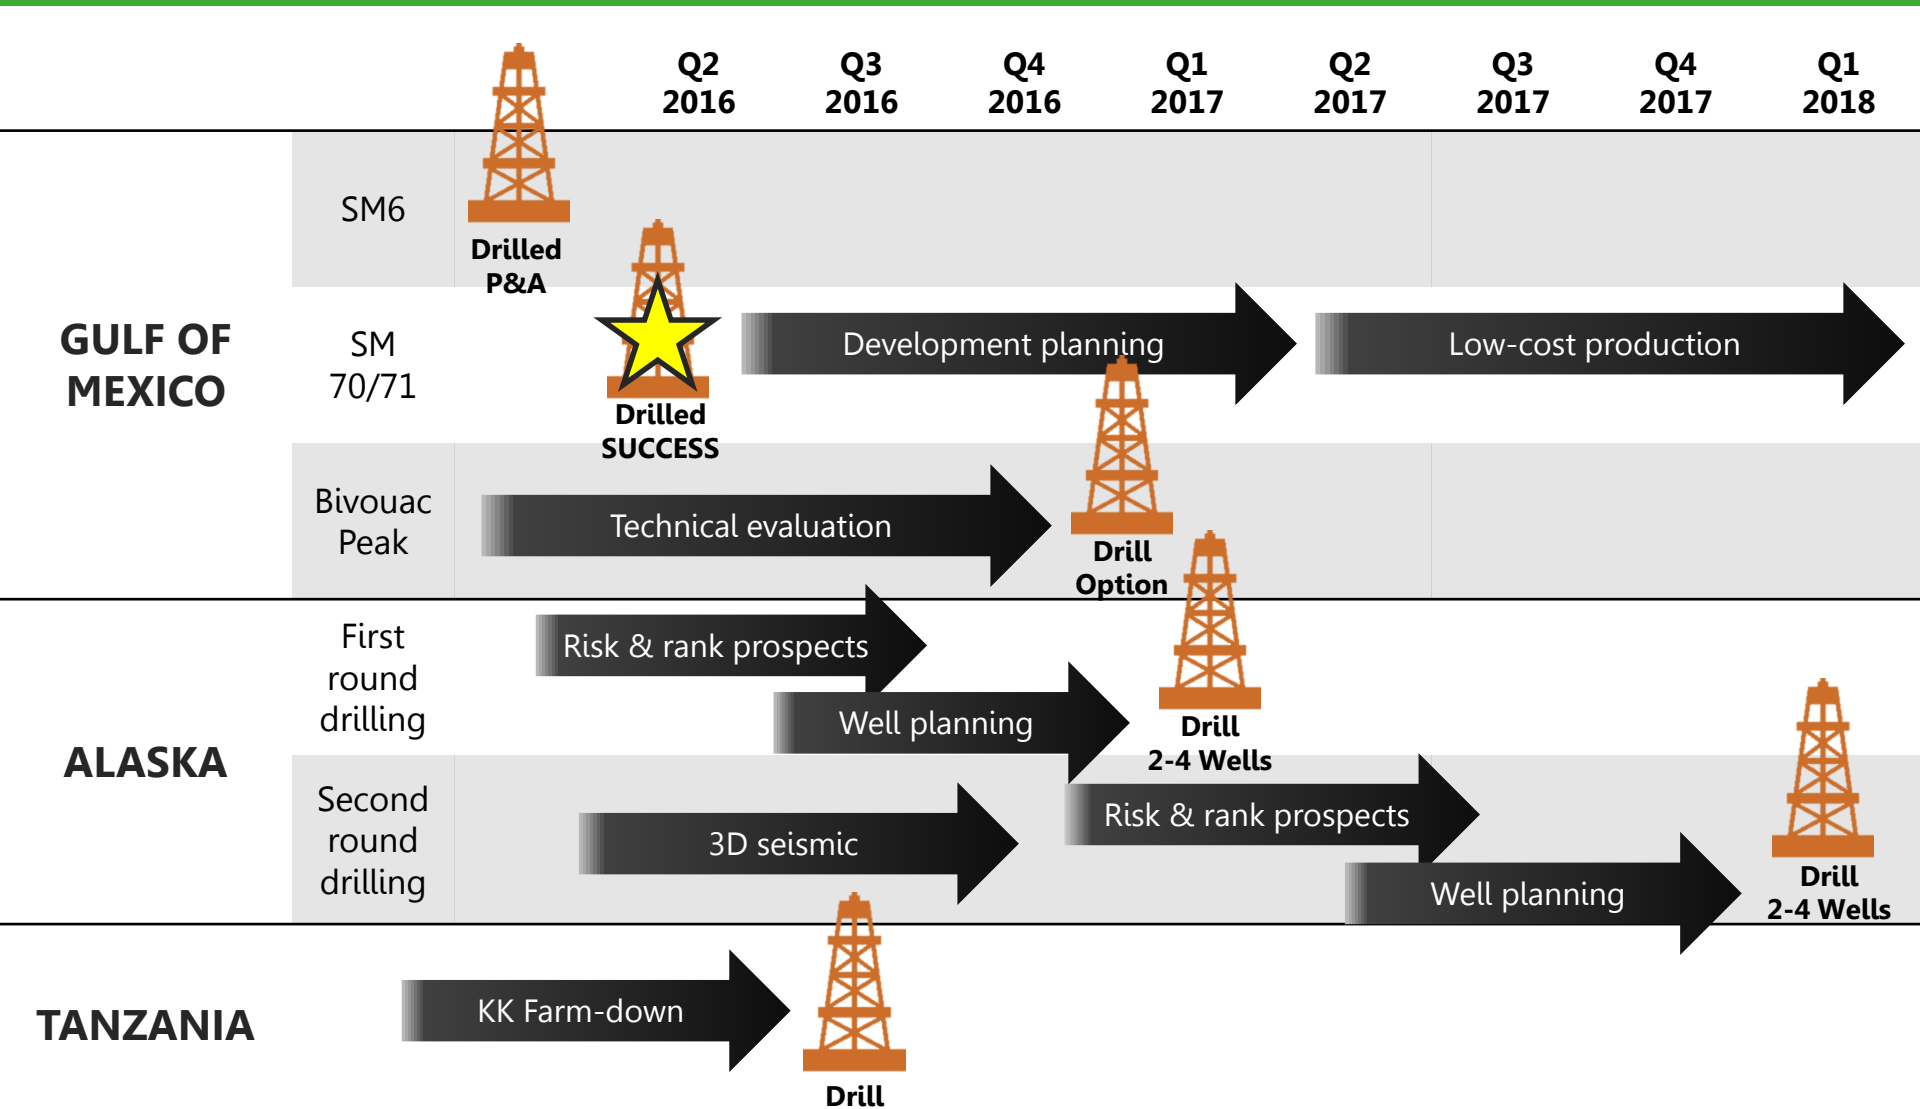 Q2
2016
Q3
2016
Q4
2016
Q1
2017
Q2
2017
Q3
2017
Q4
2017
Q1
2018
GULF OF
MEXICO
SM6
Drilled
P&A
SM
70/71
Drilled
SUCCESS
Development planning
Low-cost production
Bivouac
Peak
Technical evaluation
Drill
Option
ALASKA
First
round
drilling
Risk & rank prospects
Well planning
Drill
2-4 Wells
Second
round
drilling
3D seismic
Risk & rank prospects
Well planning
Drill
2-4 Wells
TANZANIA
KK Farm-down
Drill